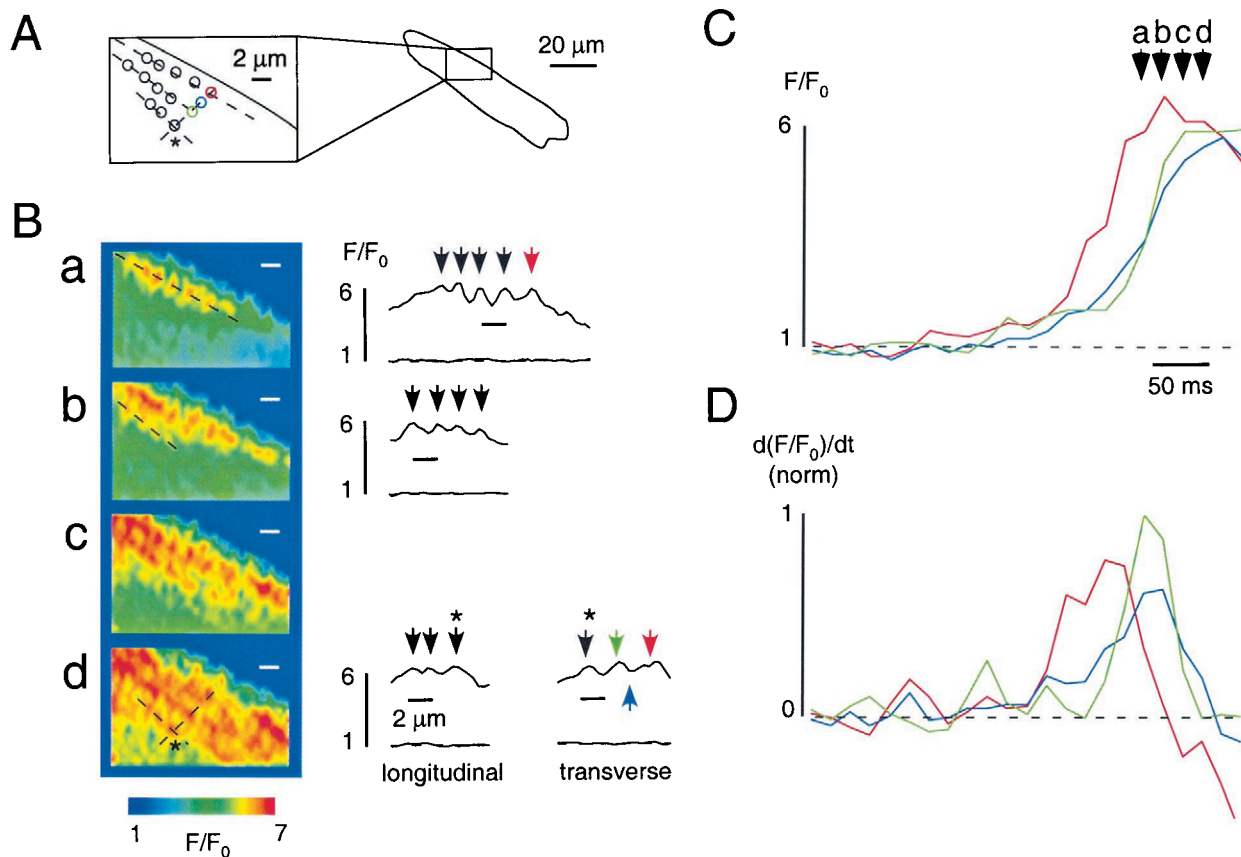 A
2 μm
20 μm
*
B
a
F/F0
6
1
b
6
1
c
d
*
*
*
6
1
2 μm
longitudinal
transverse
1
7
F/F0
C
abcd
F/F0
6
1
50 ms
D
d(F/F0)/dt
(norm)
1
0